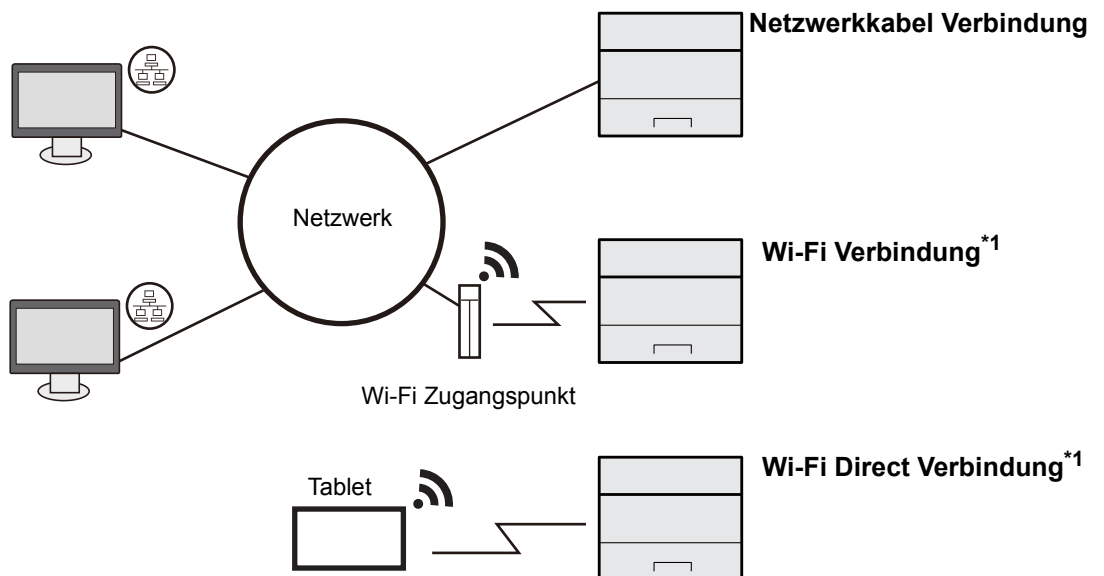 Netzwerkkabel Verbindung
Netzwerk
Wi-Fi Verbindung*1
Wi-Fi Zugangspunkt
Wi-Fi Direct Verbindung*1
Tablet